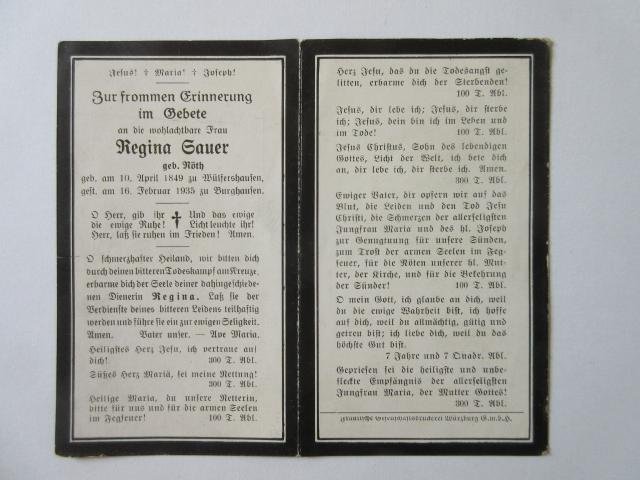 Jesus! † Maria! † Joseph!
Zur frommen Erinnerung
im Gebete
an die wohlachtbare Frau
Regina Sauer
geb. Röth
geb. am 10. April 1849 zu Wülfershausen,
gest. am 16. Februar 1935 zu Burghausen.
O Herr, gib ihr † Und das ewige
die ewige Ruhe! Licht leuchte ihr!
Herr, laß sie ruhen im Frieden! Amen.
O schmerzhafter Heiland, wir bitten dich
durch deinen bitteren Todeskampf am Kreuze,
erbarme dich der Seele deiner dahingeschiede-
nen Dienerin Regina. Laß sie der
Verdienste deines bitteren Leidens teilhaftig
werden und führe sie ein zur ewigen Seligkeit.
Amen. Vater unser. — Ave Maria.
Heiligstes Herz Jesu, ich vertraue auf
dich! 300 T. Abl.
Süßes Herz Mariä, sei meine Rettung!
300 T. Abl.
Heilige Maria, du unsere Retterin,
bitte für uns und für die armen Seelen
im Fegfeuer! 100 T. Abl.
Herz Jesu, das du die Todesangst ge-
litten, erbarme dich der Sterbenden!
100 T. Abl.
Jesus, dir lebe ich; Jesus, dir sterbe
ich; Jesus, dein bin ich im Leben und
im Tode! 100 T. Abl.
Jesus Christus, Sohn des lebendigen
Gottes, Licht der Welt, ich bete dich
an, dir lebe ich, dir sterbe ich. Amen.
300 T. Abl.
Ewiger Vater, dir opfern wir auf das
Blut, die Leiden und den Tod Jesu
Christi, die Schmerzen der allerseligsten
Jungfrau Maria und des hl. Joseph
zur Genugtuung für unsere Sünden,
zum Trost der armen Seelen im Feg-
feuer, für die Nöten unserer hl. Mut-
ter, der Kirche, und für die Bekehrung
der Sünder! 100 T. Abl.
O mein Gott, ich glaube an dich, weil
du die ewige Wahrheit bist, ich hoffe
auf dich, weil du allmächtig, gütig und
getreu bist; ich liebe dich, weil du das
höchste Gut bist.
7 Jahre und 7 Quadr. Abl.
Gepriesen sei die heiligste und unbe-
fleckte Empfängnis der allerseligsten
Jungfrau Maria, der Mutter Gottes!
300 T. Abl.
Fränkische Gesellschaftsdruckerei Würzburg G.m.b.H.